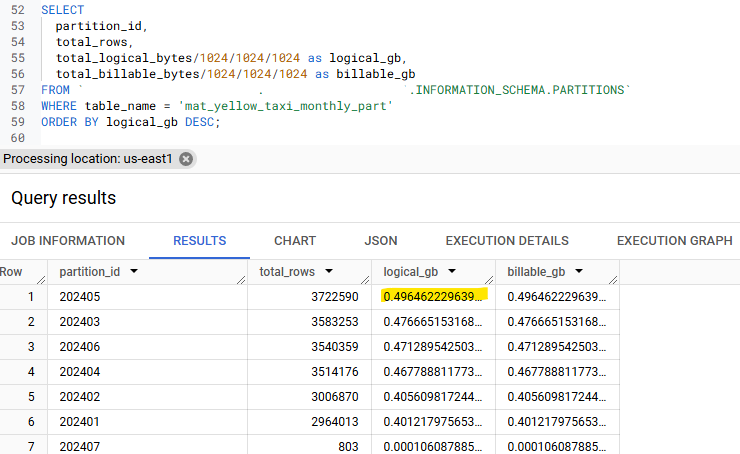 52 SELECT
53 partition_id,
54 total_rows,
55 total_logical_bytes/1024/1024/1024 as logical_gb,
56 total_billable_bytes/1024/1024/1024 as billable_gb
57 FROM ` . `.INFORMATION_SCHEMA.PARTITIONS`
58 WHERE table_name = 'mat_yellow_taxi_monthly_part'
59 ORDER BY logical_gb DESC;
60
Processing location: us-east1
Query results
JOB INFORMATION RESULTS CHART JSON EXECUTION DETAILS EXECUTION GRAPH
Row partition_id total_rows logical_gb billable_gb
1 202405 3722590 0.496462229639... 0.496462229639...
2 202403 3583253 0.476665153168... 0.476665153168...
3 202406 3540359 0.471289542503... 0.471289542503...
4 202404 3514176 0.467788811773... 0.467788811773...
5 202402 3006870 0.405609817244... 0.405609817244...
6 202401 2964013 0.401217975653... 0.401217975653...
7 202407 803 0.000106087885... 0.000106087885...